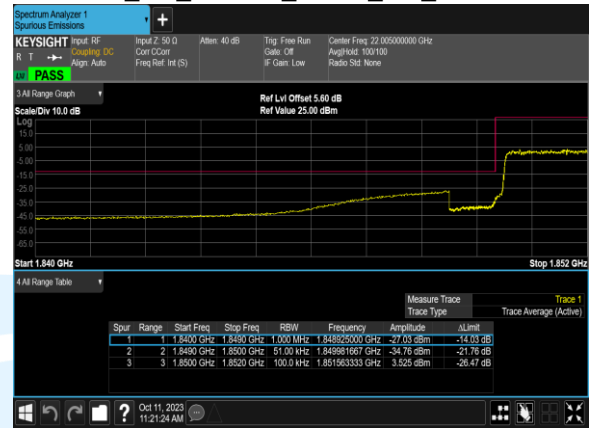 Spectrum Analyzer 1
Spurious Emissions
KEYSIGHT Input: RF Input Z: 50 Ω Atten: 40 dB Trig: Free Run Center Freq: 22.005000000 GHz
Coupling: DC Corr CCorr Gate: Off Avg|Hold: 100/100
R T Align: Auto Freq Ref: Int (S) IF Gain: Low Radio Std: None
PASS
3 All Range Graph
Ref Lvl Offset 5.60 dB
Scale/Div 10.0 dB Ref Value 25.00 dBm
Log
15.0
5.00
-5.00
-15.0
-25.0
-35.0
-45.0
-55.0
-65.0
Start 1.840 GHz Stop 1.852 GHz
4 All Range Table
Measure Trace Trace 1
Trace Type Trace Average (Active)
Spur Range Start Freq Stop Freq RBW Frequency Amplitude ΔLimit
1 1 1.8400 GHz 1.8490 GHz 1.000 MHz 1.848925000 GHz -27.03 dBm -14.03 dB
2 2 1.8490 GHz 1.8500 GHz 51.00 kHz 1.849981667 GHz -34.76 dBm -21.76 dB
3 3 1.8500 GHz 1.8520 GHz 100.0 kHz 1.851563333 GHz 3.525 dBm -26.47 dB
? Oct 11, 2023
11:21:24 AM